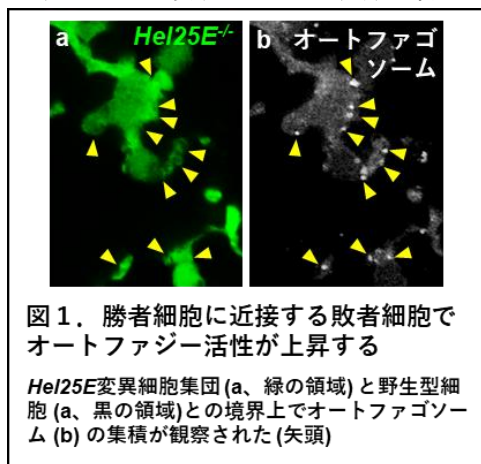 a Hel25E-/-
b オートファゴ
ソーム
図１．勝者細胞に近接する敗者細胞で
オートファジー活性が上昇する
Hel25E変異細胞集団 (a、緑の領域) と野生型細
胞 (a、黒の領域)との境界上でオートファゴソー
ム (b) の集積が観察された (矢頭)